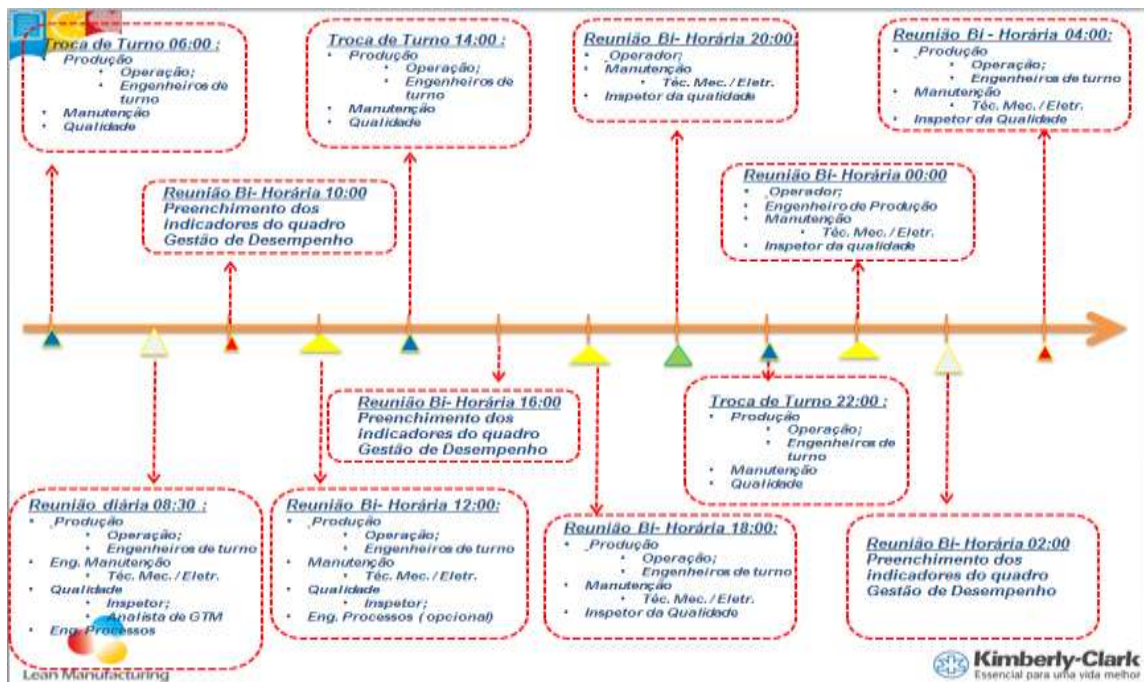 Troca de Turno 06:00 :
• Produção
• Operação;
• Engenheiros de
turno
• Manutenção
• Qualidade
Troca de Turno 14:00 :
• Produção
• Operação;
• Engenheiros de
turno
• Manutenção
• Qualidade
Reunião Bi- Horária 20:00:
• _Operador;
• Manutenção
• Téc. Mec. / Eletr.
• Inspetor da qualidade
Reunião Bi - Horária 04:00:
• _Produção
• Operação;
• Engenheiros de turno
• Manutenção
• Téc. Mec. / Eletr.
• Inspetor da Qualidade
Reunião Bi- Horária 10:00
Preenchimento dos
indicadores do quadro
Gestão de Desempenho
Reunião Bi- Horária 00:00
• _Operador;
• Engenheiro de Produção
• Manutenção
• Téc. Mec. / Eletr.
• Inspetor da qualidade
Reunião Bi- Horária 16:00
Preenchimento dos
indicadores do quadro
Gestão de Desempenho
Troca de Turno 22:00 :
• Produção
• Operação;
• Engenheiros de
turno
• Manutenção
• Qualidade
Reunião diária 08:30 :
• _Produção
• Operação;
• Engenheiros de turno
• Eng. Manutenção
• Téc. Mec. / Eletr.
• Qualidade
• Inspetor;
• Analista de GTM
• Eng. Processos
Reunião Bi- Horária 12:00:
• _Produção
• Operação;
• Engenheiros de turno
• Manutenção
• Téc. Mec. / Eletr.
• Qualidade
• Inspetor;
• Eng. Processos ( opcional)
Reunião Bi- Horária 18:00:
• _Produção
• Operação;
• Engenheiros de turno
• Manutenção
• Téc. Mec. / Eletr.
• Inspetor da Qualidade
Reunião Bi- Horária 02:00
Preenchimento dos
indicadores do quadro
Gestão de Desempenho
Lean Manufacturing
Kimberly-Clark
Essencial para uma vida melhor